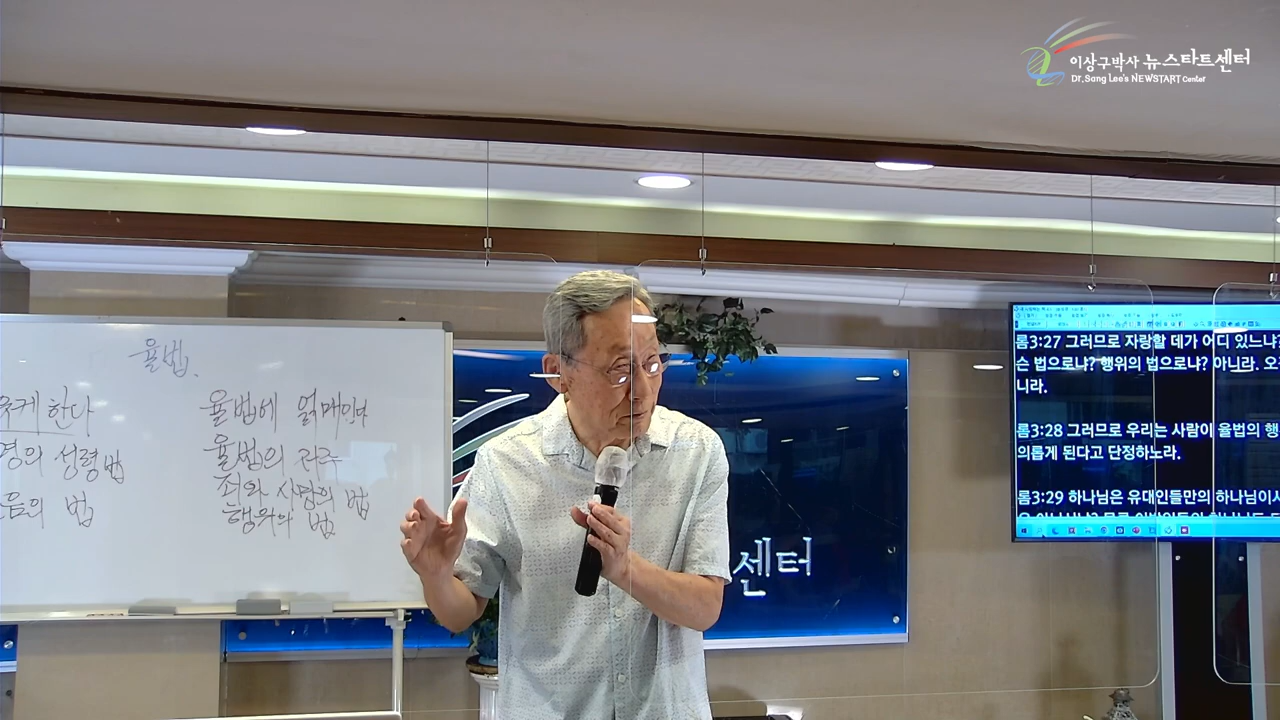 이상구박사 뉴스타트센터
Dr. Sang Lee's NEWSTART Center
율법.
케 한다
의 성령 법
음의 법
율법에 얽매이다
율법의 저주
죄와 사망의 법
행위의 법
센터
롬3:27 그러므로 자랑할 데가 어디 있느냐?
슨 법으로냐? 행위의 법으로냐? 아니라. 오
니라.
롬3:28 그러므로 우리는 사람이 율법의 행
의롭게 된다고 단정하노라.
롬3:29 하나님은 유대인들만의 하나님이시